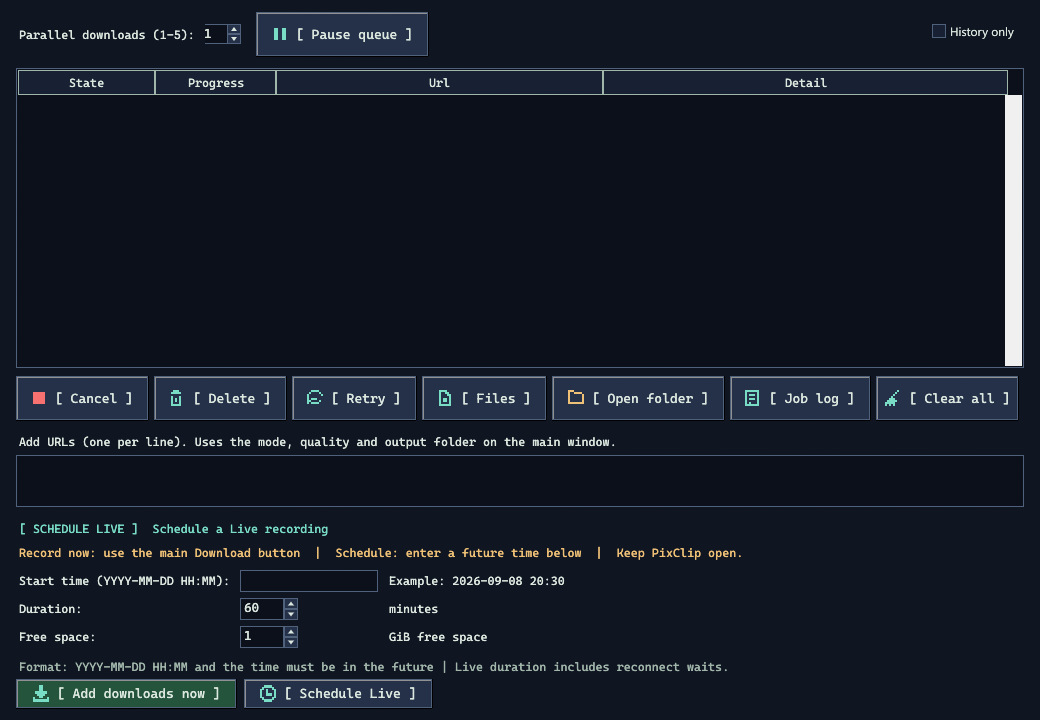 Parallel downloads (1-5): 1 [ Pause queue ] History only
State Progress Url Detail
[ Cancel ] [ Delete ] [ Retry ] [ Files ] [ Open folder ] [ Job log ] [ Clear all ]
Add URLs (one per line). Uses the mode, quality and output folder on the main window.
[ SCHEDULE LIVE ] Schedule a Live recording
Record now: use the main Download button | Schedule: enter a future time below | Keep PixClip open.
Start time (YYYY-MM-DD HH:MM): Example: 2026-09-08 20:30
Duration: 60 minutes
Free space: 1 GiB free space
Format: YYYY-MM-DD HH:MM and the time must be in the future | Live duration includes reconnect waits.
[ Add downloads now ] [ Schedule Live ]